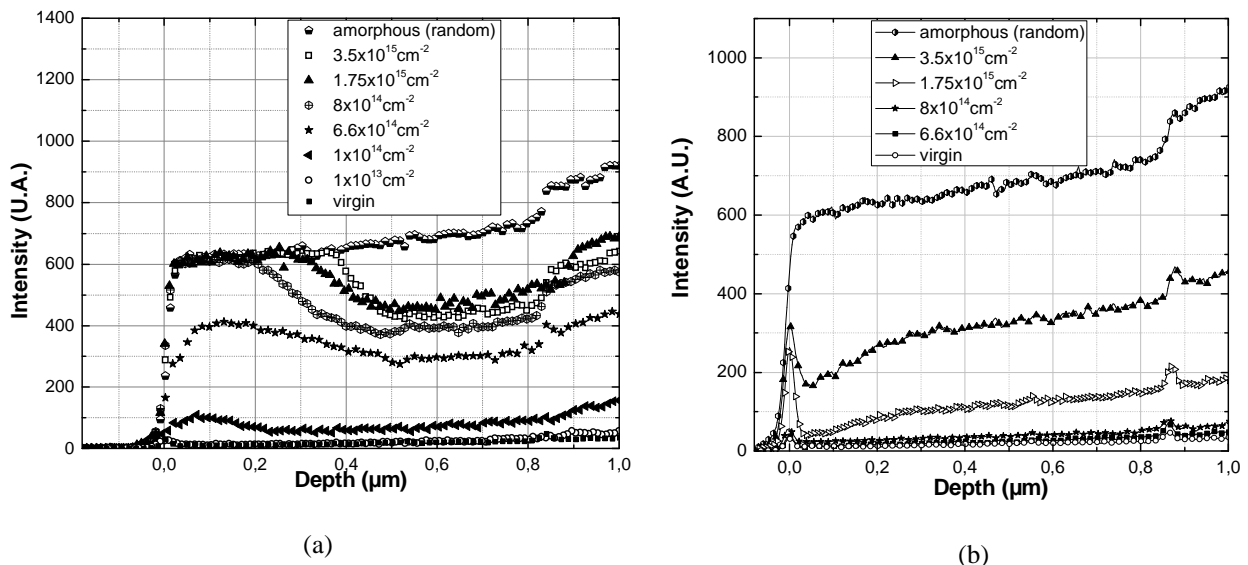 (a)
1400
1200
1000
800
600
400
200
0
Intensity (U.A.)
amorphous (random)
3.5x10¹⁵cm⁻²
1.75x10¹⁵cm⁻²
8x10¹⁴cm⁻²
6.6x10¹⁴cm⁻²
1x10¹⁴cm⁻²
1x10¹³cm⁻²
virgin
0,0 0,2 0,4 0,6 0,8 1,0
Depth (µm)
(a)
b)
1000
800
600
400
200
0
Intensity (A.U.)
amorphous (random)
3.5x10¹⁵cm⁻²
1.75x10¹⁵cm⁻²
8x10¹⁴cm⁻²
6.6x10¹⁴cm⁻²
virgin
0,0 0,2 0,4 0,6 0,8 1,0
Depth (µm)
(b)